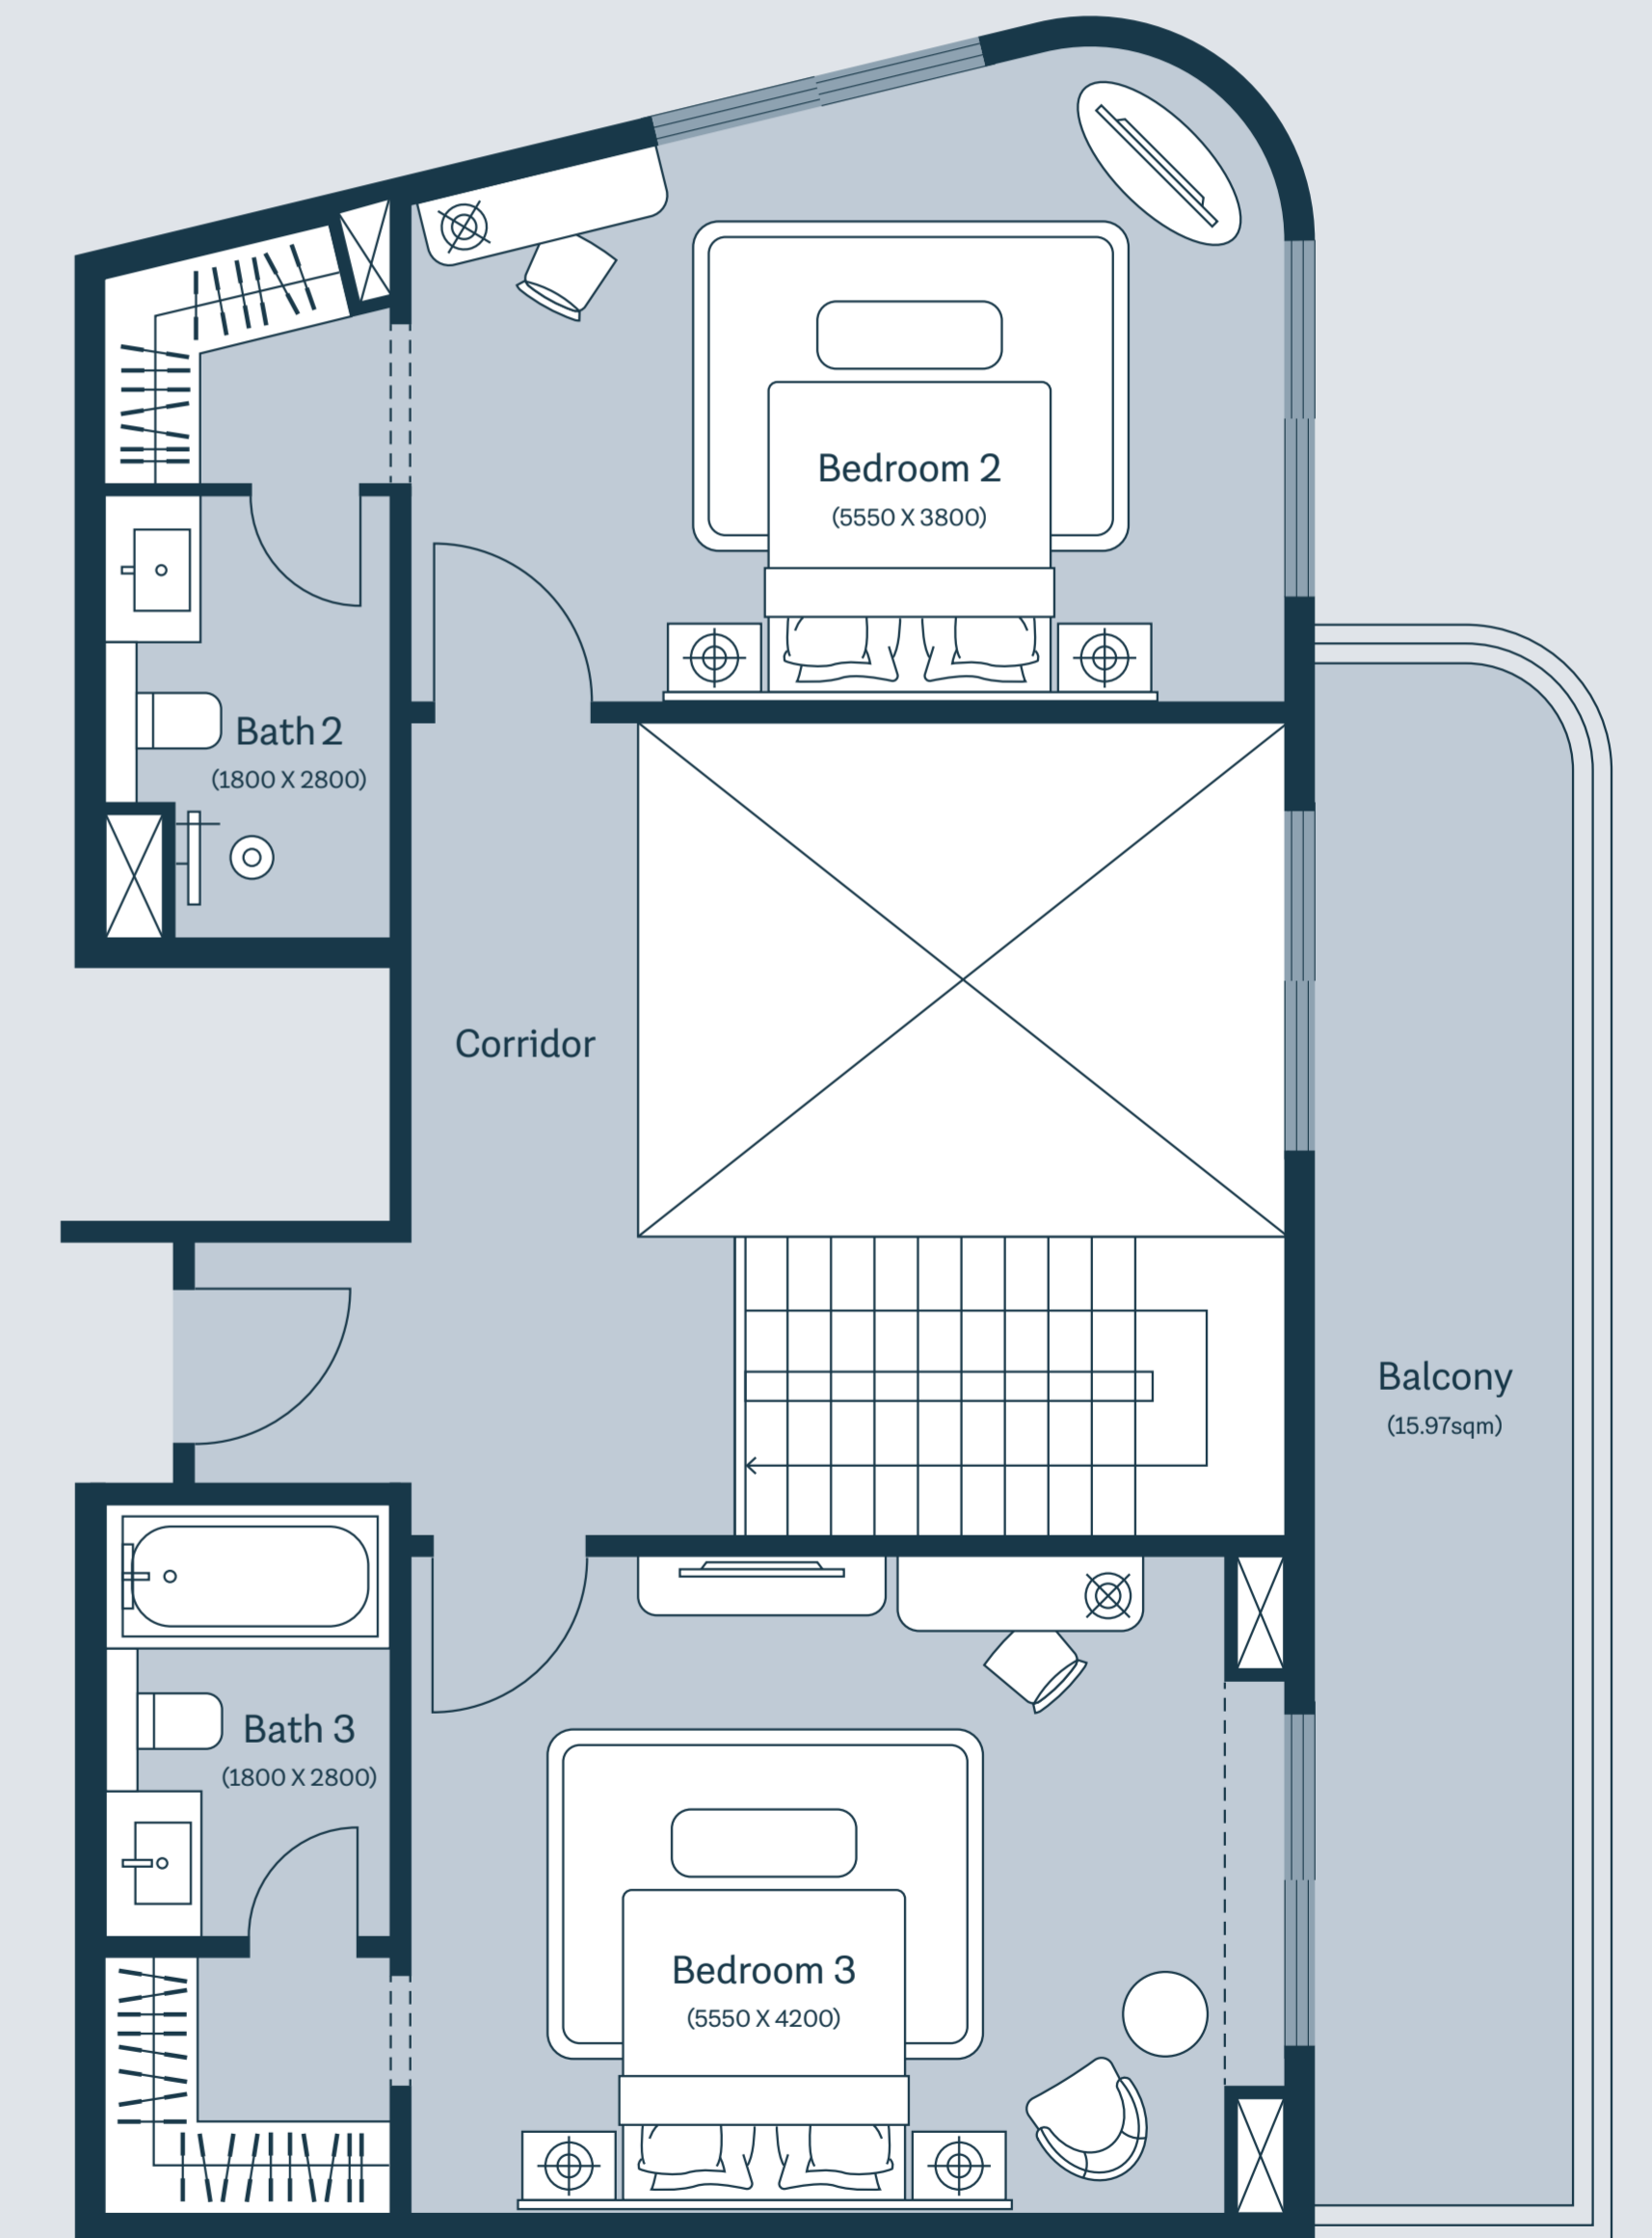 Bedroom 2
(5550 X 3800)
Bath 2
(1800 X 2800)
Corridor
Balcony
(15.97sqm)
Bath 3
(1800 X 2800)
Bedroom 3
(5550 X 4200)